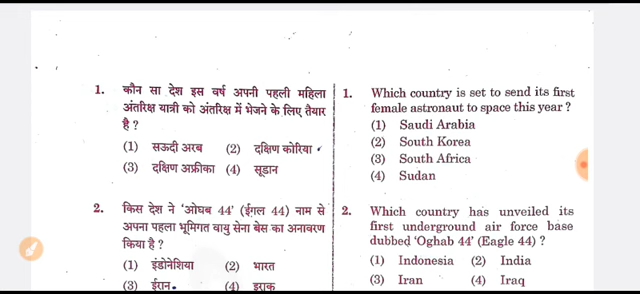 1. कौन सा देश इस वर्ष अपनी पहली महिला
अंतरिक्ष यात्री को अंतरिक्ष में भेजने के लिए तैयार
है ?
(1) सऊदी अरब (2) दक्षिण कोरिया
(3) दक्षिण अफ्रीका (4) सूडान
2. किस देश ने 'ओघब 44' (ईगल 44) नाम से
अपना पहला भूमिगत वायु सेना बेस का अनावरण
किया है ?
(1) इंडोनेशिया (2) भारत
(3) ईरान (4) इराक
1. Which country is set to send its first
female astronaut to space this year ?
(1) Saudi Arabia
(2) South Korea
(3) South Africa
(4) Sudan
2. Which country has unveiled its
first underground air force base
dubbed 'Oghab 44' (Eagle 44) ?
(1) Indonesia (2) India
(3) Iran (4) Iraq